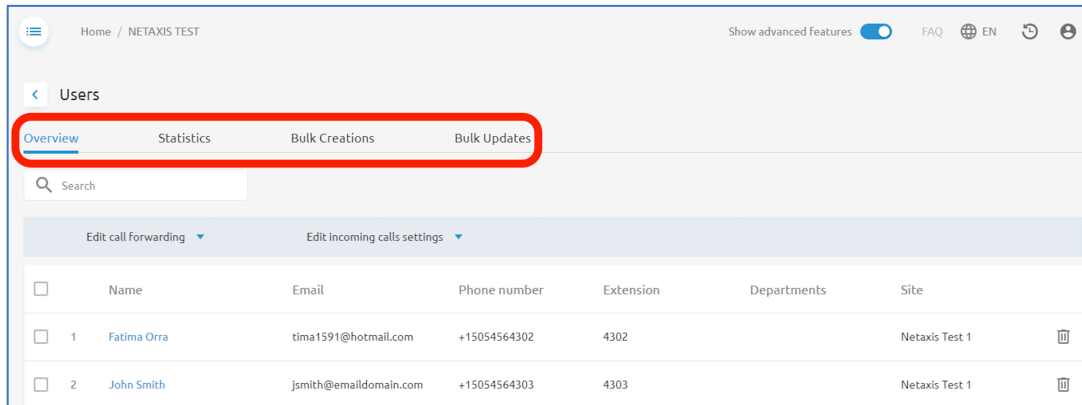 Home / NETAXIS TEST Show advanced features FAQ EN
Users
Overview Statistics Bulk Creations Bulk Updates
Search
Edit call forwarding Edit incoming calls settings
Name Email Phone number Extension Departments Site
1 Fatima Orra tima1591@hotmail.com +15054564302 4302 Netaxis Test 1
2 John Smith jsmith@emaildomain.com +15054564303 4303 Netaxis Test 1